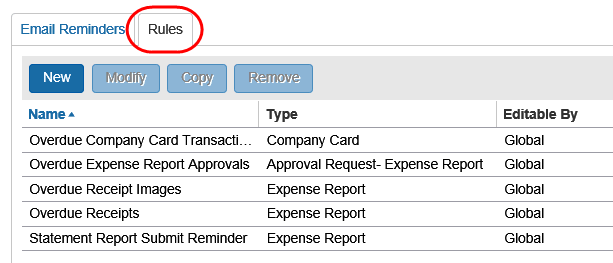 Email Reminders Rules
New Modify Copy Remove
Name Type Editable By
Overdue Company Card Transacti... Company Card Global
Overdue Expense Report Approvals Approval Request- Expense Report Global
Overdue Receipt Images Expense Report Global
Overdue Receipts Expense Report Global
Statement Report Submit Reminder Expense Report Global